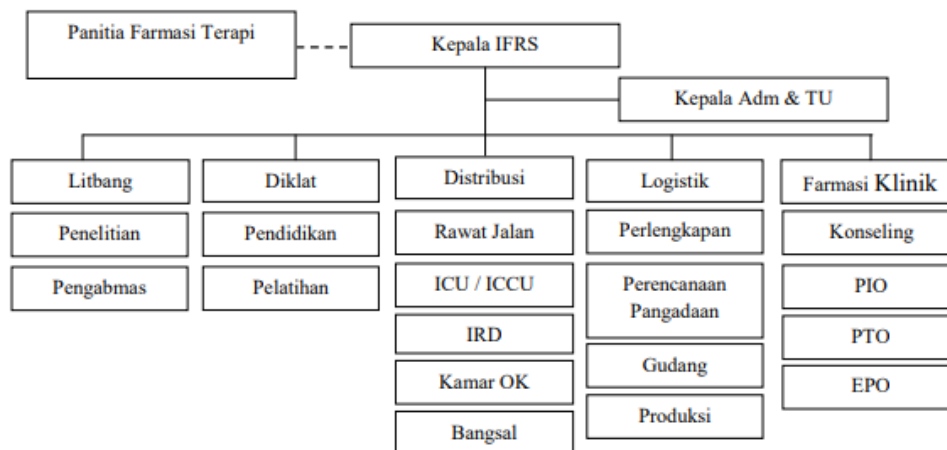 Panitia Farmasi Terapi
Kepala IFRS
Kepala Adm & TU
Litbang
Penelitian
Pengabmas
Diklat
Pendidikan
Pelatihan
Distribusi
Rawat Jalan
ICU / ICCU
IRD
Kamar OK
Bangsal
Logistik
Perlengkapan
Perencanaan
Pangadaan
Gudang
Produksi
Farmasi Klinik
Konseling
PIO
PTO
EPO